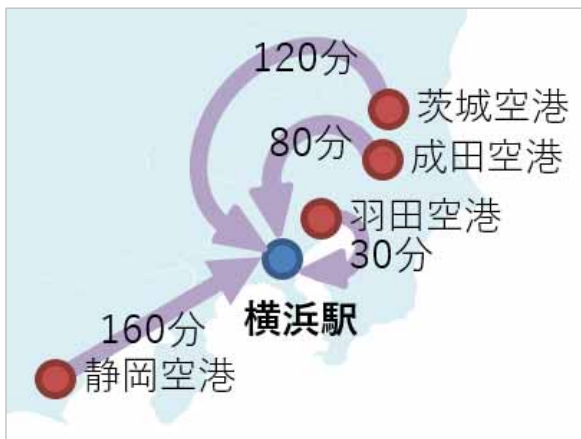 120分
茨城空港
80分
成田空港
羽田空港
30分
横浜駅
160分
静岡空港